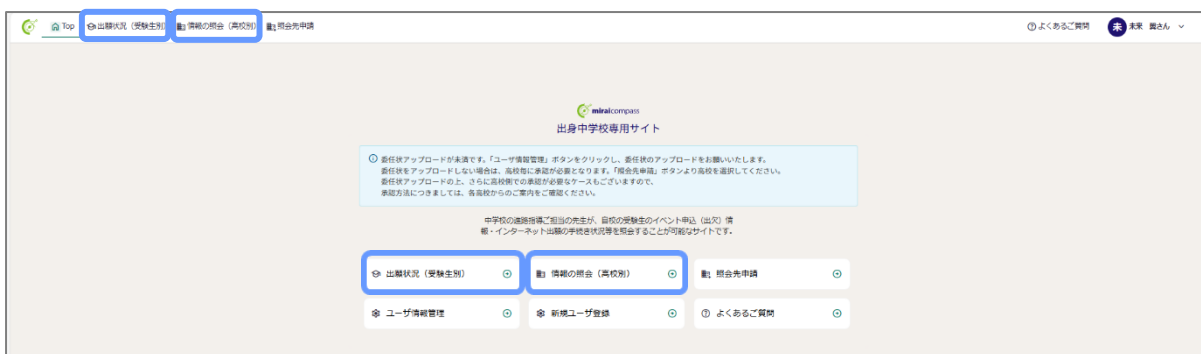 Top 出願状況（受験生別） 情報の照会（高校別） 照会先申請 よくあるご質問 未 未来 翼さん
miraicompass
出身中学校専用サイト
委任状アップロードが未済です。「ユーザ情報管理」ボタンをクリックし、委任状のアップロードをお願いいたします。
委任状をアップロードしない場合は、高校毎に承認が必要となります。「照会先申請」ボタンより高校を選択してください。
委任状アップロードの上、さらに高校側での承認が必要なケースもございますので、
承認方法につきましては、各高校からのご案内をご確認ください。
中学校の進路指導ご担当の先生が、自校の受験生のイベント申込（出欠）情
報・インターネット出願の手続き状況等を照会することが可能なサイトです。
出願状況（受験生別） 情報の照会（高校別） 照会先申請
ユーザ情報管理 新規ユーザ登録 よくあるご質問